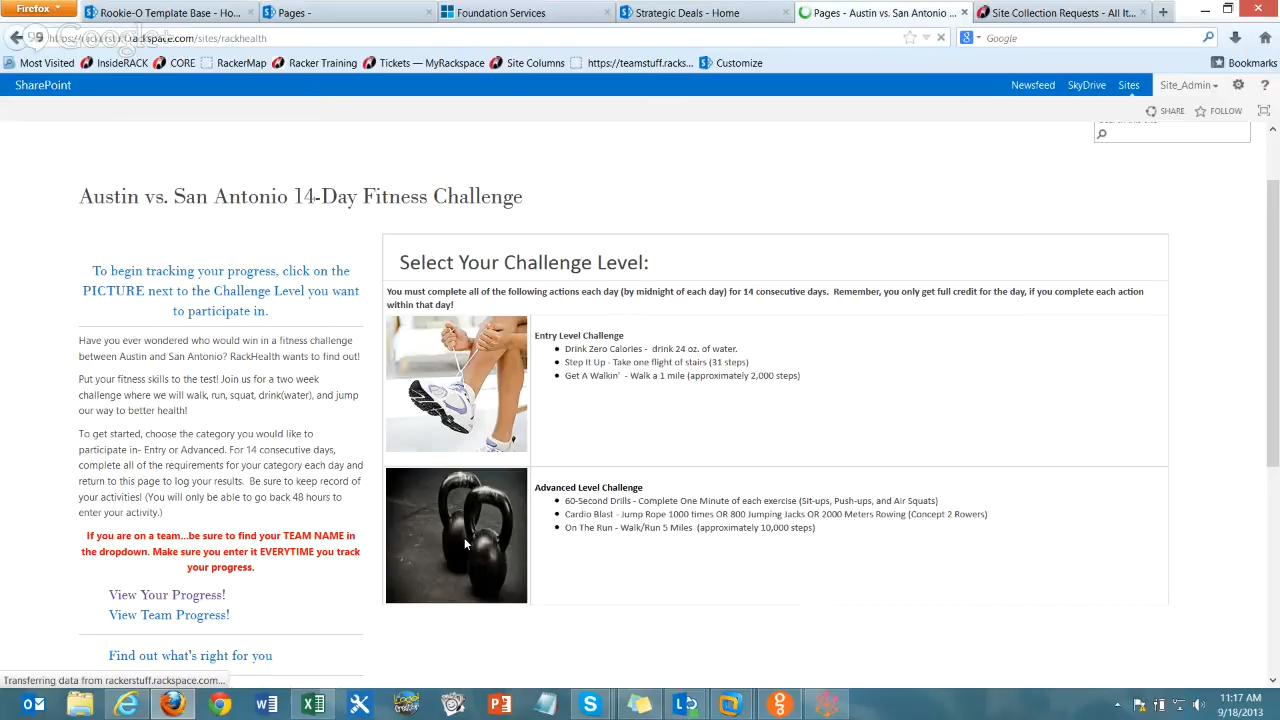 Firefox
Rookie-O Template Base - Ho...
Pages -
Foundation Services
Strategic Deals - Home
Pages - Austin vs. San Antonio ...
Site Collection Requests - All It...
https://rackerstuff.rackspace.com/sites/rackhealth
Google
Most Visited
InsideRACK
CORE
RackerMap
Racker Training
Tickets — MyRackspace
Site Columns
https://teamstuff.racks...
Customize
Bookmarks
SharePoint
Newsfeed
SkyDrive
Sites
Site_Admin
?
SHARE
FOLLOW
Austin vs. San Antonio 14-Day Fitness Challenge
To begin tracking your progress, click on the
PICTURE next to the Challenge Level you want
to participate in.
Have you ever wondered who would win in a fitness challenge
between Austin and San Antonio? RackHealth wants to find out!
Put your fitness skills to the test! Join us for a two week
challenge where we will walk, run, squat, drink(water), and jump
our way to better health!
To get started, choose the category you would like to
participate in- Entry or Advanced. For 14 consecutive days,
complete all of the requirements for your category each day and
return to this page to log your results.  Be sure to keep record of
your activities! (You will only be able to go back 48 hours to
enter your activity.)
If you are on a team...be sure to find your TEAM NAME in
the dropdown. Make sure you enter it EVERYTIME you track
your progress.
View Your Progress!
View Team Progress!
Find out what's right for you
Select Your Challenge Level:
You must complete all of the following actions each day (by midnight of each day) for 14 consecutive days.  Remember, you only get full credit for the day, if you complete each action
within that day!
Entry Level Challenge
Drink Zero Calories -  drink 24 oz. of water.
Step It Up - Take one flight of stairs (31 steps)
Get A Walkin'  - Walk a 1 mile (approximately 2,000 steps)
Advanced Level Challenge
60-Second Drills - Complete One Minute of each exercise (Sit-ups, Push-ups, and Air Squats)
Cardio Blast - Jump Rope 1000 times OR 800 Jumping Jacks OR 2000 Meters Rowing (Concept 2 Rowers)
On The Run - Walk/Run 5 Miles  (approximately 10,000 steps)
Transferring data from rackerstuff.rackspace.com...
11:17 AM
9/18/2013